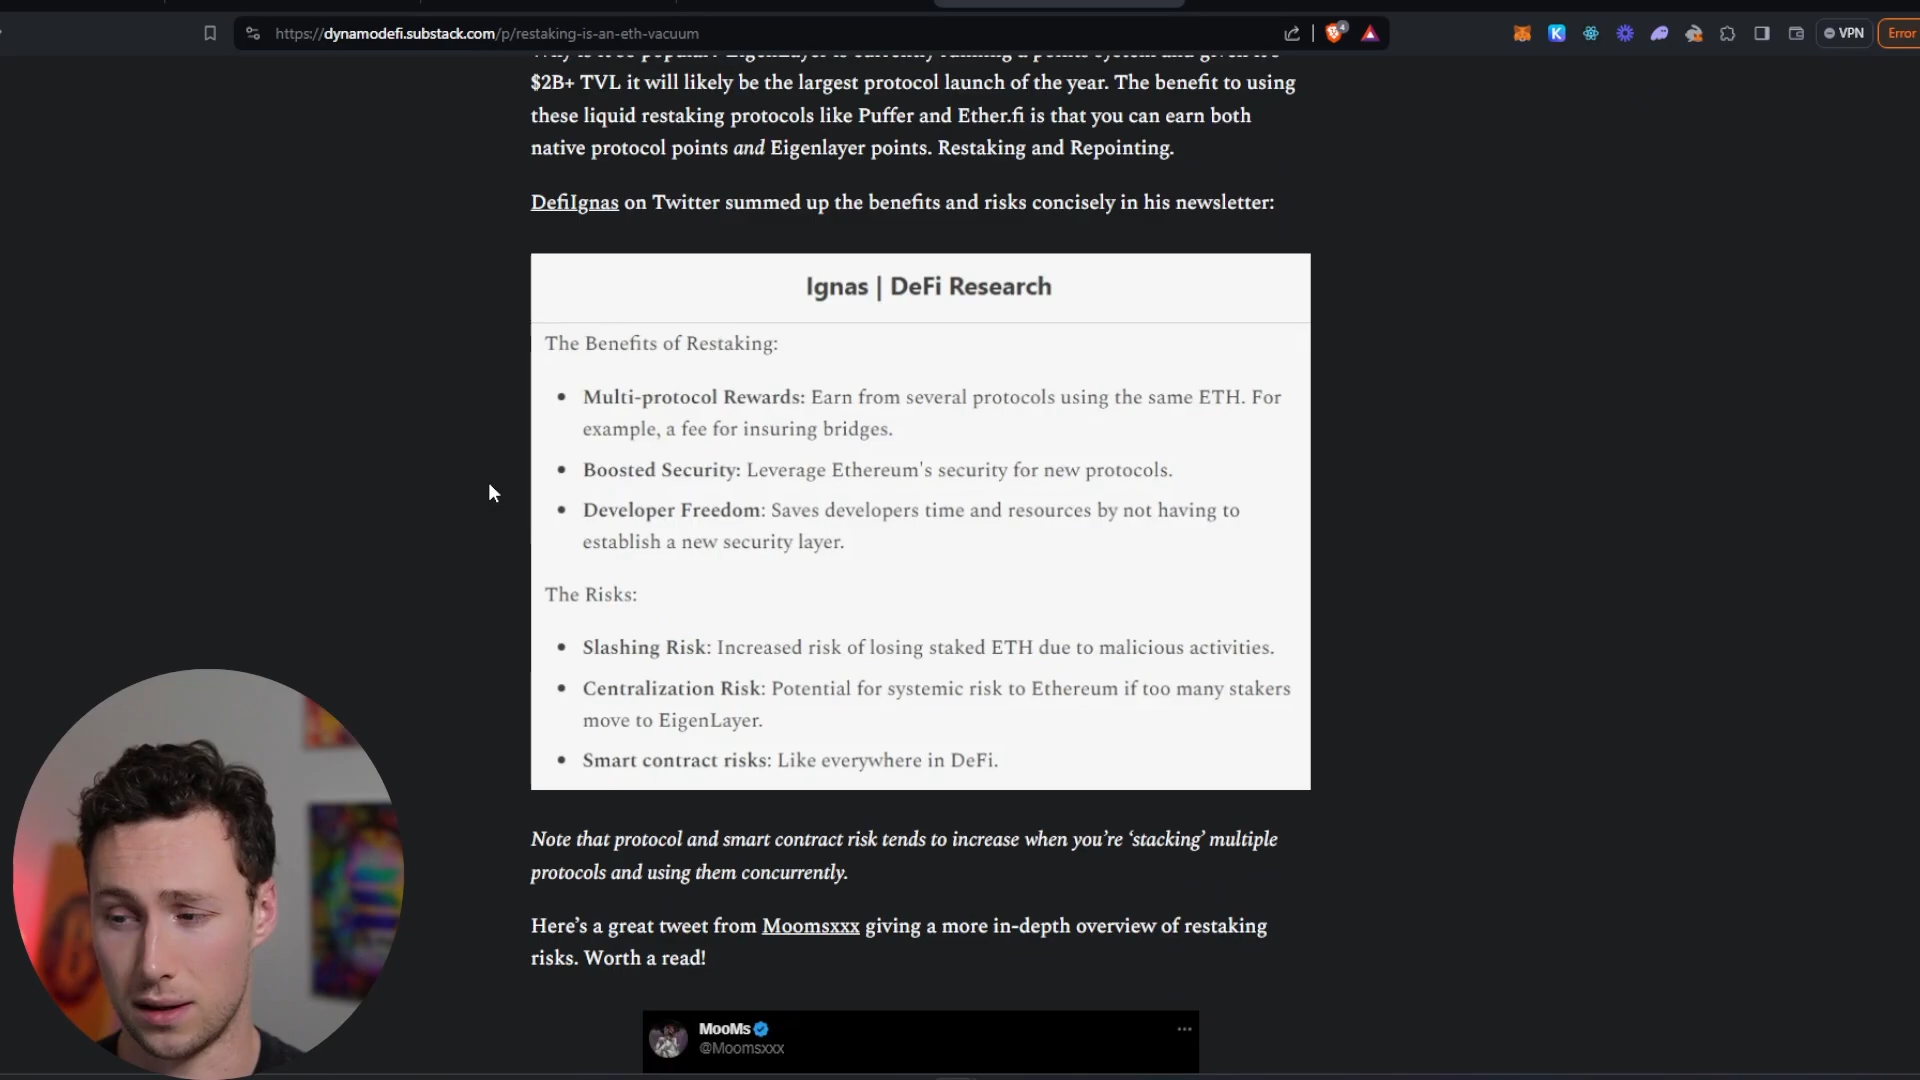 https://dynamodefi.substack.com/p/restaking-is-an-eth-vacuum
VPN
Error
$2B+ TVL it will likely be the largest protocol launch of the year. The benefit to using
these liquid restaking protocols like Puffer and Ether.fi is that you can earn both
native protocol points and Eigenlayer points. Restaking and Repointing.
DefiIgnas on Twitter summed up the benefits and risks concisely in his newsletter:
Ignas | DeFi Research
The Benefits of Restaking:
• Multi-protocol Rewards: Earn from several protocols using the same ETH. For
example, a fee for insuring bridges.
• Boosted Security: Leverage Ethereum's security for new protocols.
• Developer Freedom: Saves developers time and resources by not having to
establish a new security layer.
The Risks:
• Slashing Risk: Increased risk of losing staked ETH due to malicious activities.
• Centralization Risk: Potential for systemic risk to Ethereum if too many stakers
move to EigenLayer.
• Smart contract risks: Like everywhere in DeFi.
Note that protocol and smart contract risk tends to increase when you’re ‘stacking’ multiple
protocols and using them concurrently.
Here’s a great tweet from Moomsxxx giving a more in-depth overview of restaking
risks. Worth a read!
MooMs
@Moomsxxx